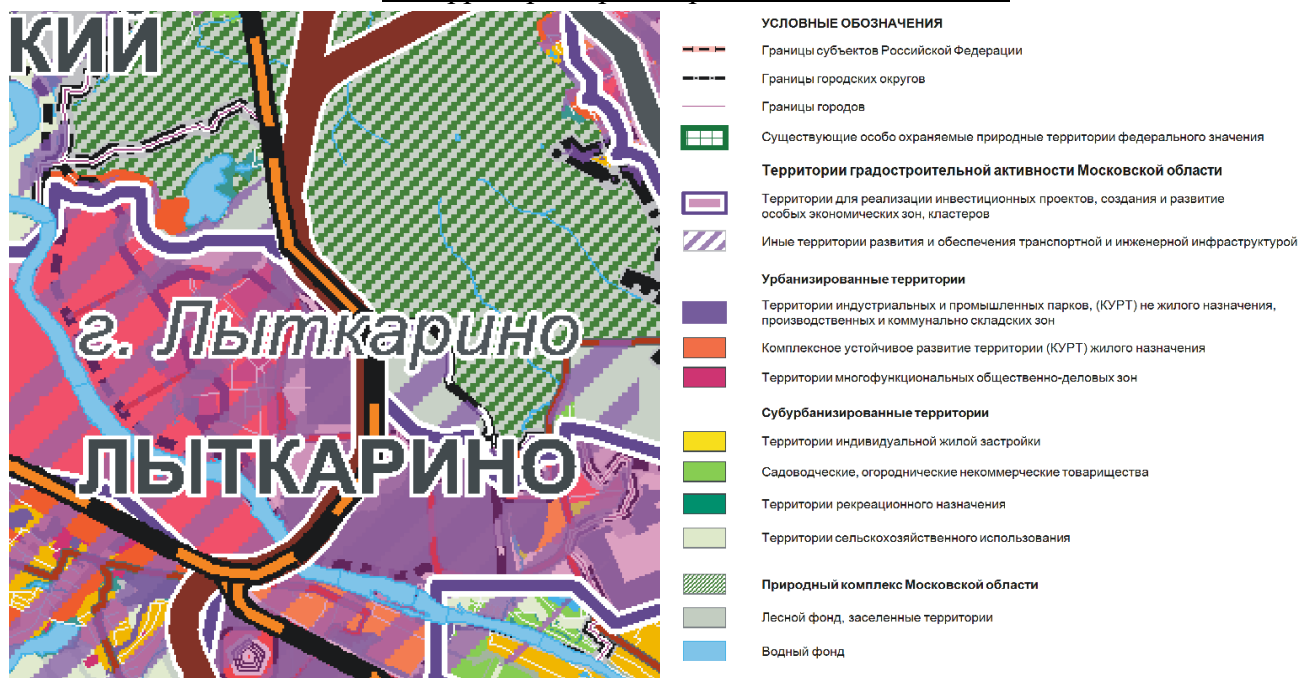 КИЙ
г. Лыткарино
ЛЫТКАРИНО
УСЛОВНЫЕ ОБОЗНАЧЕНИЯ
Границы субъектов Российской Федерации
Границы городских округов
Границы городов
Существующие особо охраняемые природные территории федерального значения
Территории градостроительной активности Московской области
Территории для реализации инвестиционных проектов, создания и развитие
особых экономических зон, кластеров
Иные территории развития и обеспечения транспортной и инженерной инфраструктурой
Урбанизированные территории
Территории индустриальных и промышленных парков, (КУРТ) не жилого назначения,
производственных и коммунально складских зон
Комплексное устойчивое развитие территории (КУРТ) жилого назначения
Территории многофункциональных общественно-деловых зон
Субурбанизированные территории
Территории индивидуальной жилой застройки
Садоводческие, огороднические некоммерческие товарищества
Территории рекреационного назначения
Территории сельскохозяйственного использования
Природный комплекс Московской области
Лесной фонд, заселенные территории
Водный фонд